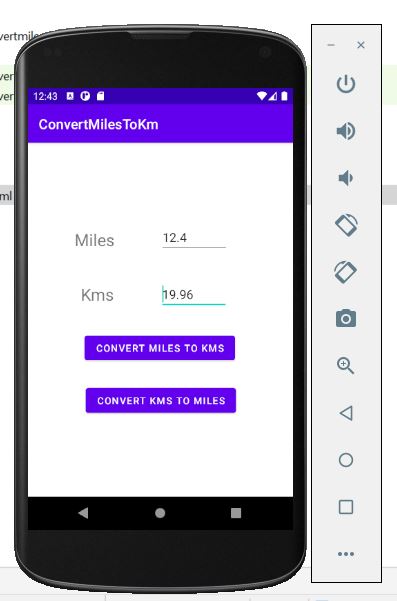 vertmile
ver
ver
ml
12:43
ConvertMilesToKm
Miles 12.4
Kms 19.96
CONVERT MILES TO KMS
CONVERT KMS TO MILES